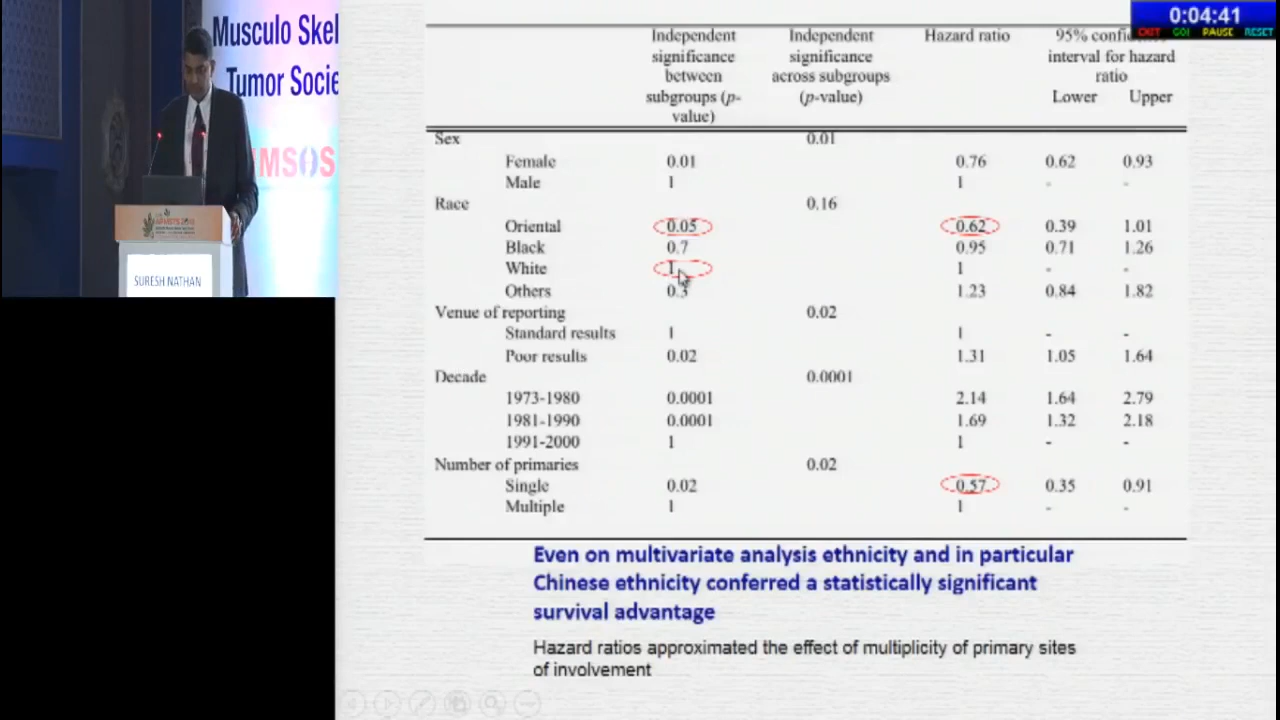 Musculo Skel
Tumor Socie
MSOS
SURESH NATHAN
0:04:41
EXIT GO! PAUSE RESET
Independent significance between subgroups (p-value) Independent significance across subgroups (p-value) Hazard ratio 95% confi interval for hazard ratio
Lower Upper
Sex 0.01
Female 0.01 0.76 0.62 0.93
Male 1 1 - -
Race 0.16
Oriental 0.05 0.62 0.39 1.01
Black 0.7 0.95 0.71 1.26
White 1 1 - -
Others 0.3 1.23 0.84 1.82
Venue of reporting 0.02
Standard results 1 1 - -
Poor results 0.02 1.31 1.05 1.64
Decade 0.0001
1973-1980 0.0001 2.14 1.64 2.79
1981-1990 0.0001 1.69 1.32 2.18
1991-2000 1 1 - -
Number of primaries 0.02
Single 0.02 0.57 0.35 0.91
Multiple 1 1 - -
Even on multivariate analysis ethnicity and in particular
Chinese ethnicity conferred a statistically significant
survival advantage
Hazard ratios approximated the effect of multiplicity of primary sites
of involvement